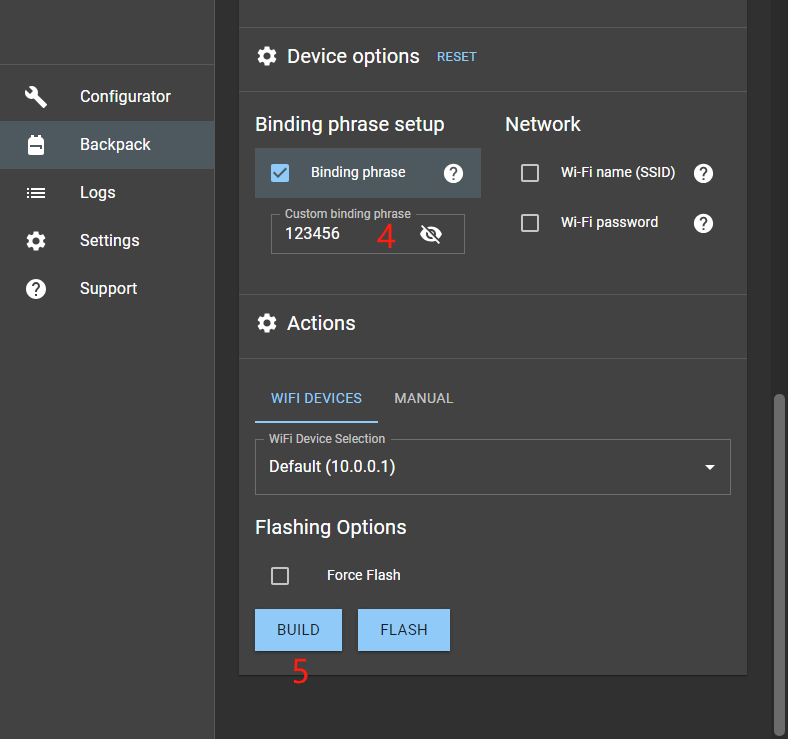 Configurator
Backpack
Logs
Settings
Support
Device options RESET
Binding phrase setup
Binding phrase ?
Custom binding phrase
123456 4
Network
Wi-Fi name (SSID) ?
Wi-Fi password ?
Actions
WIFI DEVICES MANUAL
WiFi Device Selection
Default (10.0.0.1)
Flashing Options
Force Flash
BUILD FLASH
5